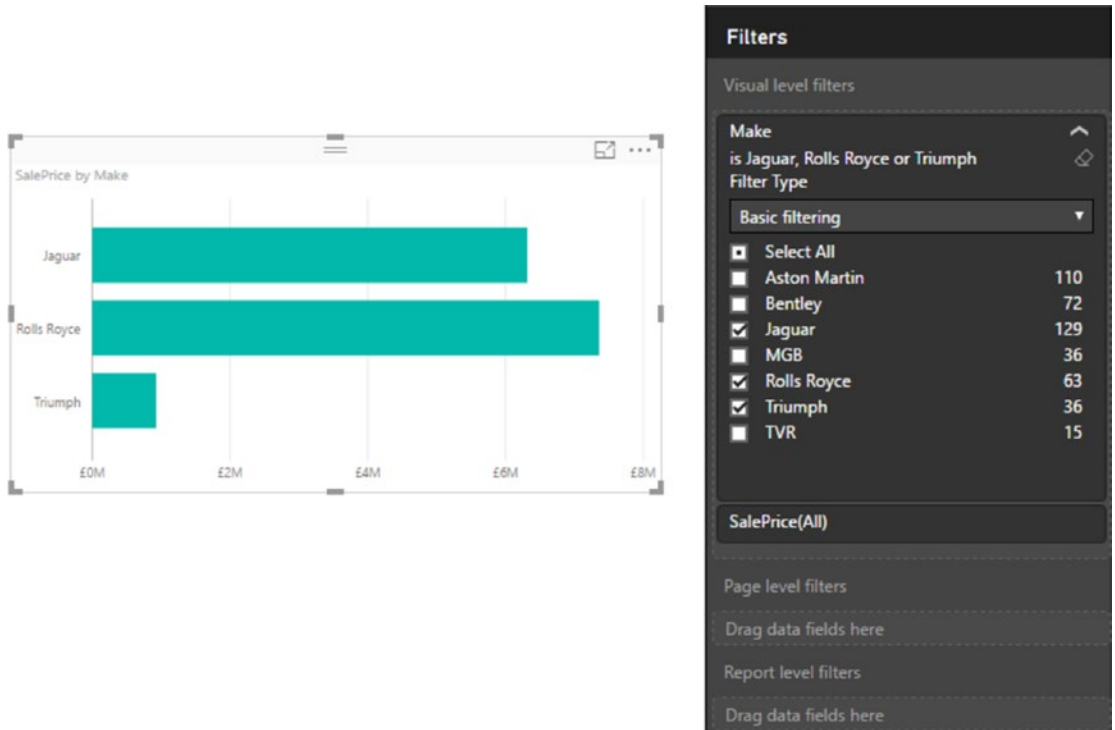 SalePrice by Make
Jaguar
Rolls Royce
Triumph
£0M £2M £4M £6M £8M
Filters
Visual level filters
Make
is Jaguar, Rolls Royce or Triumph
Filter Type
Basic filtering
Select All
Aston Martin 110
Bentley 72
Jaguar 129
MGB 36
Rolls Royce 63
Triumph 36
TVR 15
SalePrice(All)
Page level filters
Drag data fields here
Report level filters
Drag data fields here